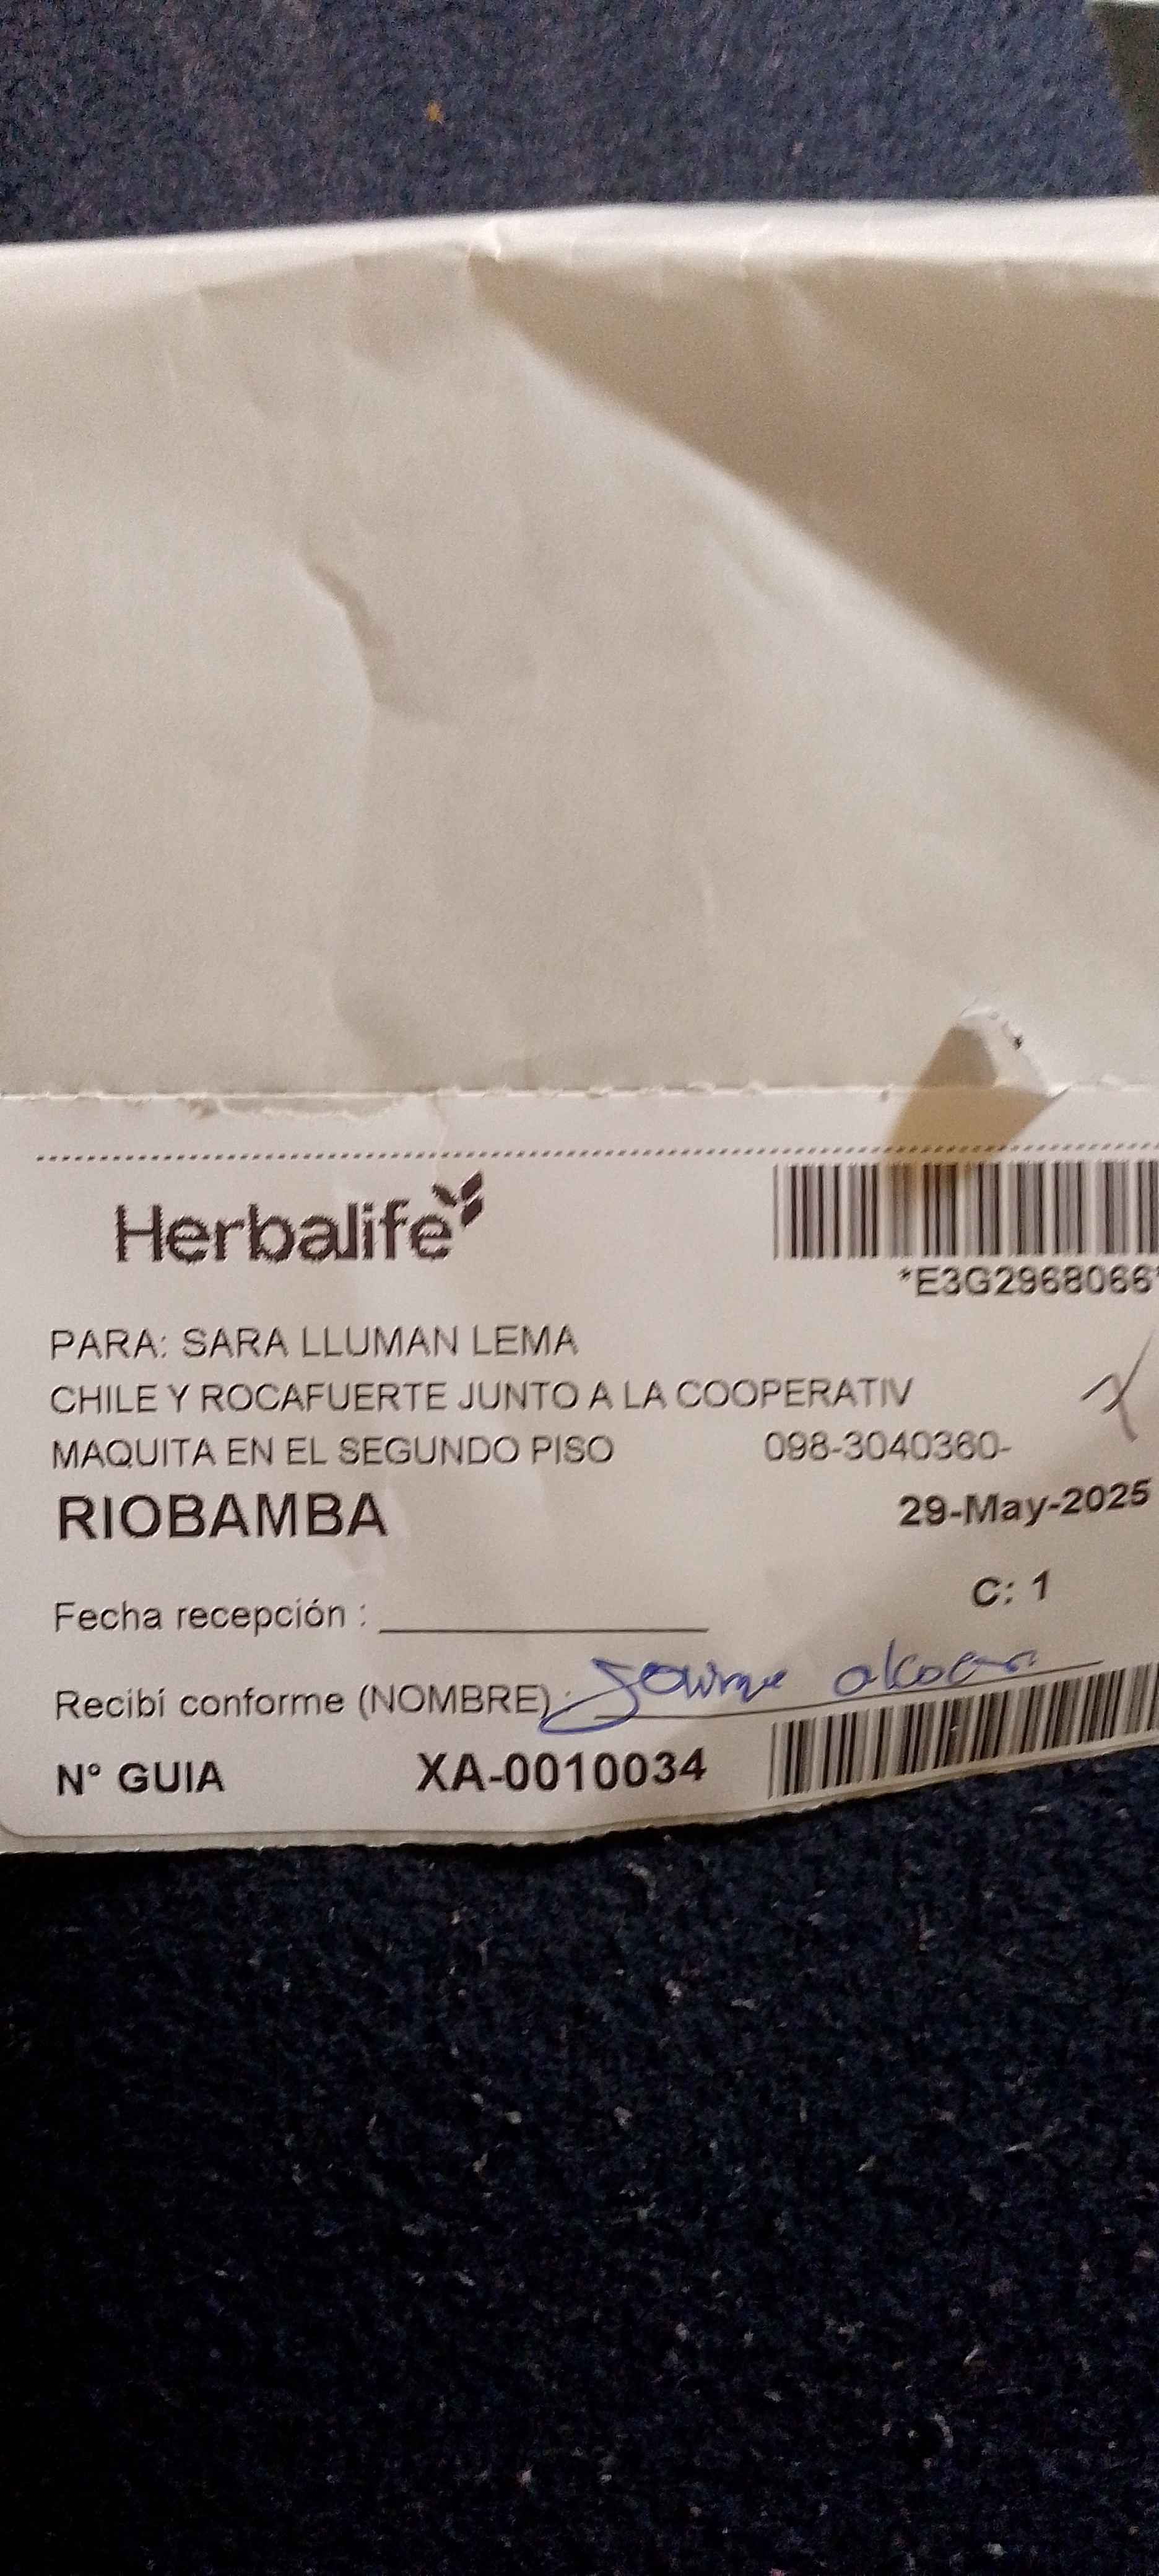 Herbalife
*E3G2968066*
PARA: SARA LLUMAN LEMA
CHILE Y ROCAFUERTE JUNTO A LA COOPERATIV
MAQUITA EN EL SEGUNDO PISO 098-3040360-
RIOBAMBA 29-May-2025
C: 1
Fecha recepción :
Recibí conforme (NOMBRE) :
N° GUIA XA-0010034